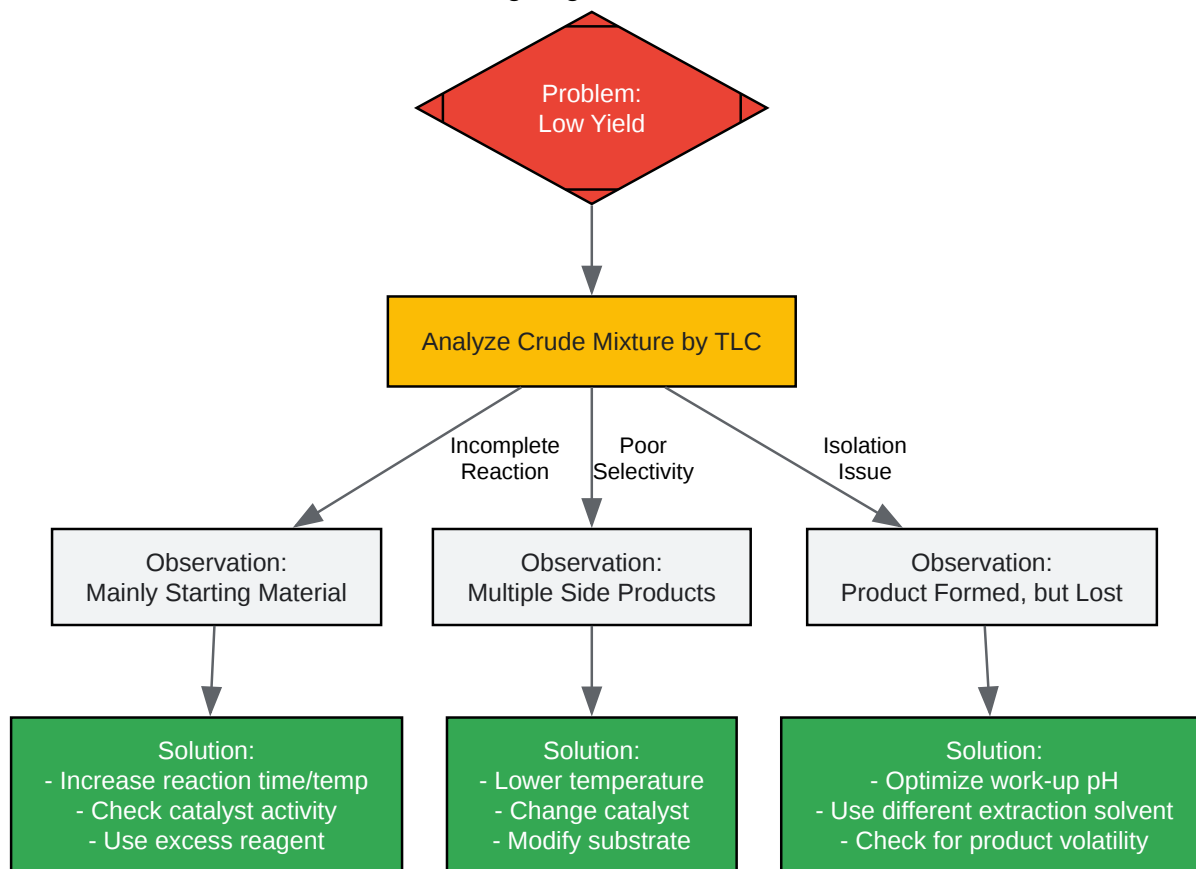 Problem:
Low Yield
Analyze Crude Mixture by TLC
Incomplete
Reaction
Poor
Selectivity
Isolation
Issue
Observation:
Mainly Starting Material
Observation:
Multiple Side Products
Observation:
Product Formed, but Lost
Solution:
- Increase reaction time/temp
- Check catalyst activity
- Use excess reagent
Solution:
- Lower temperature
- Change catalyst
- Modify substrate
Solution:
- Optimize work-up pH
- Use different extraction solvent
- Check for product volatility